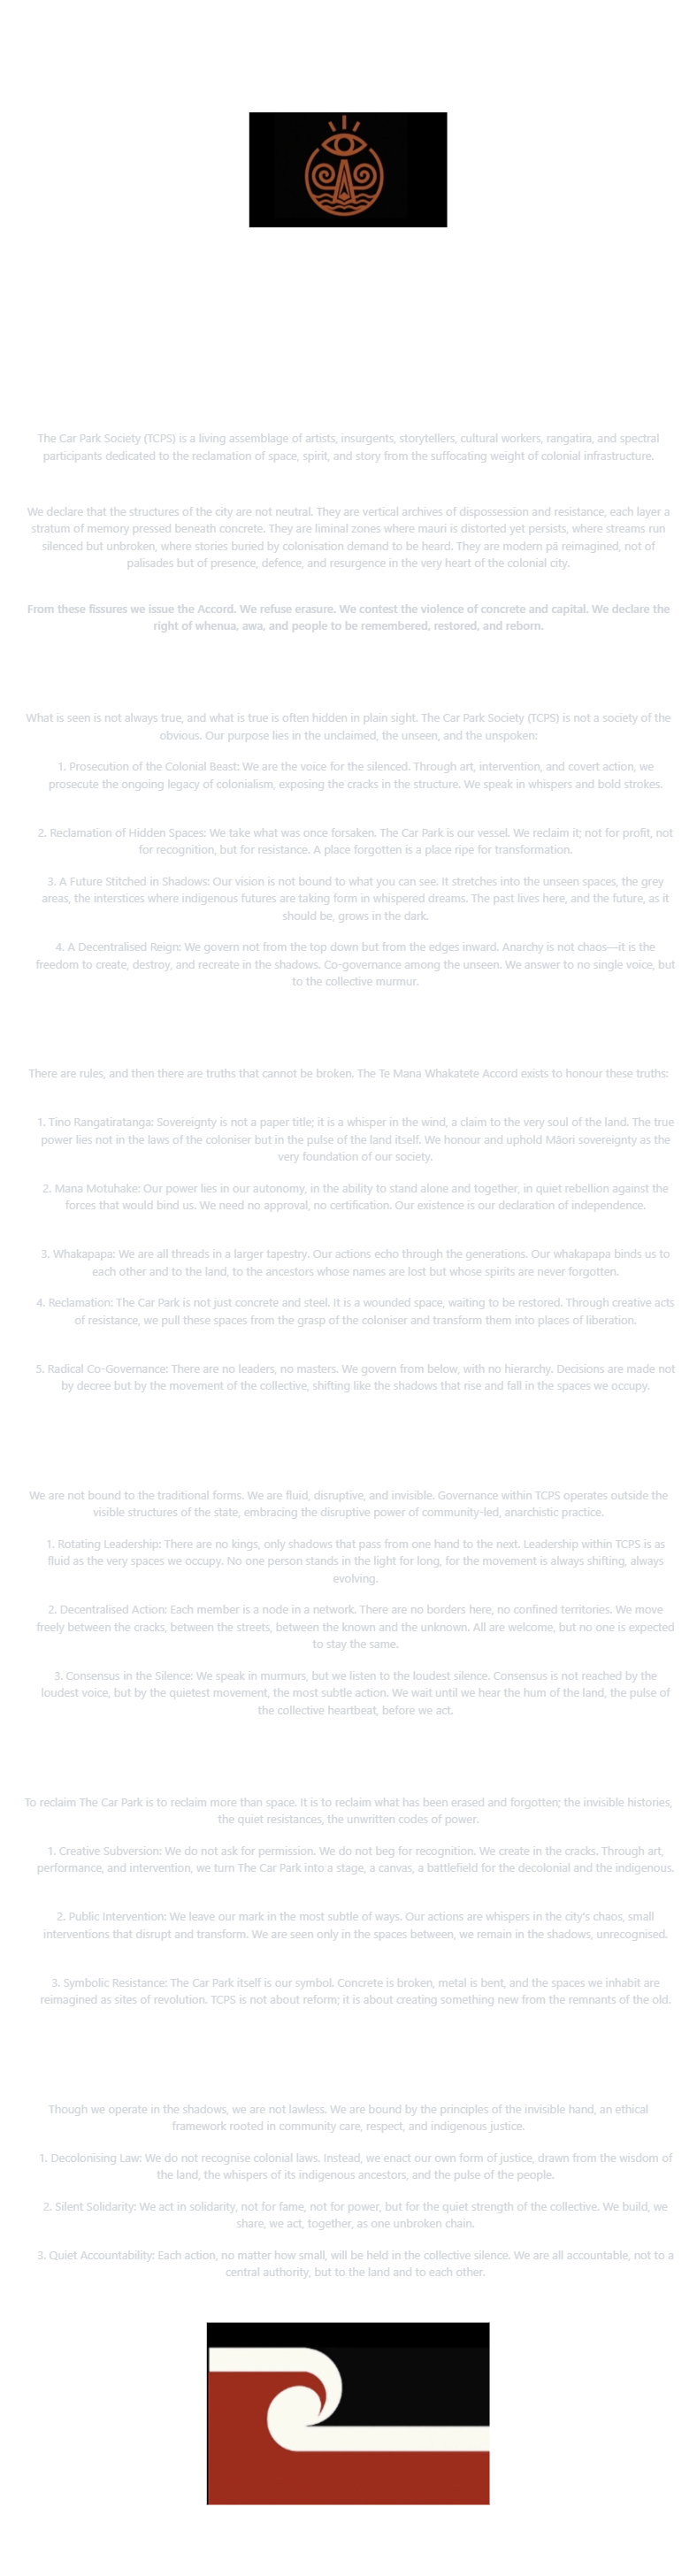 The Car Park Society (TCPS) is a living assemblage of artists, insurgents, storytellers, cultural workers, rangatira, and spectral
participants dedicated to the reclamation of space, spirit, and story from the suffocating weight of colonial infrastructure.
We declare that the structures of the city are not neutral. They are vertical archives of dispossession and resistance, each layer a
stratum of memory pressed beneath concrete. They are liminal zones where mauri is distorted yet persists, where streams run
silenced but unbroken, where stories buried by colonisation demand to be heard. They are modern pā reimagined, not of
palisades but of presence, defence, and resurgence in the very heart of the colonial city.
From these fissures we issue the Accord. We refuse erasure. We contest the violence of concrete and capital. We declare the
right of whenua, awa, and people to be remembered, restored, and reborn.
What is seen is not always true, and what is true is often hidden in plain sight. The Car Park Society (TCPS) is not a society of the
obvious. Our purpose lies in the unclaimed, the unseen, and the unspoken:
1. Prosecution of the Colonial Beast: We are the voice for the silenced. Through art, intervention, and covert action, we
prosecute the ongoing legacy of colonialism, exposing the cracks in the structure. We speak in whispers and bold strokes.
2. Reclamation of Hidden Spaces: We take what was once forsaken. The Car Park is our vessel. We reclaim it; not for profit, not
for recognition, but for resistance. A place forgotten is a place ripe for transformation.
3. A Future Stitched in Shadows: Our vision is not bound to what you can see. It stretches into the unseen spaces, the grey
areas, the interstices where indigenous futures are taking form in whispered dreams. The past lives here, and the future, as it
should be, grows in the dark.
4. A Decentralised Reign: We govern not from the top down but from the edges inward. Anarchy is not chaos—it is the
freedom to create, destroy, and recreate in the shadows. Co-governance among the unseen. We answer to no single voice, but
to the collective murmur.
There are rules, and then there are truths that cannot be broken. The Te Mana Whakatete Accord exists to honour these truths:
1. Tino Rangatiratanga: Sovereignty is not a paper title; it is a whisper in the wind, a claim to the very soul of the land. The true
power lies not in the laws of the coloniser but in the pulse of the land itself. We honour and uphold Māori sovereignty as the
very foundation of our society.
2. Mana Motuhake: Our power lies in our autonomy, in the ability to stand alone and together, in quiet rebellion against the
forces that would bind us. We need no approval, no certification. Our existence is our declaration of independence.
3. Whakapapa: We are all threads in a larger tapestry. Our actions echo through the generations. Our whakapapa binds us to
each other and to the land, to the ancestors whose names are lost but whose spirits are never forgotten.
4. Reclamation: The Car Park is not just concrete and steel. It is a wounded space, waiting to be restored. Through creative acts
of resistance, we pull these spaces from the grasp of the coloniser and transform them into places of liberation.
5. Radical Co-Governance: There are no leaders, no masters. We govern from below, with no hierarchy. Decisions are made not
by decree but by the movement of the collective, shifting like the shadows that rise and fall in the spaces we occupy.
We are not bound to the traditional forms. We are fluid, disruptive, and invisible. Governance within TCPS operates outside the
visible structures of the state, embracing the disruptive power of community-led, anarchistic practice.
1. Rotating Leadership: There are no kings, only shadows that pass from one hand to the next. Leadership within TCPS is as
fluid as the very spaces we occupy. No one person stands in the light for long, for the movement is always shifting, always
evolving.
2. Decentralised Action: Each member is a node in a network. There are no borders here, no confined territories. We move
freely between the cracks, between the streets, between the known and the unknown. All are welcome, but no one is expected
to stay the same.
3. Consensus in the Silence: We speak in murmurs, but we listen to the loudest silence. Consensus is not reached by the
loudest voice, but by the quietest movement, the most subtle action. We wait until we hear the hum of the land, the pulse of
the collective heartbeat, before we act.
To reclaim The Car Park is to reclaim more than space. It is to reclaim what has been erased and forgotten; the invisible histories,
the quiet resistances, the unwritten codes of power.
1. Creative Subversion: We do not ask for permission. We do not beg for recognition. We create in the cracks. Through art,
performance, and intervention, we turn The Car Park into a stage, a canvas, a battlefield for the decolonial and the indigenous.
2. Public Intervention: We leave our mark in the most subtle of ways. Our actions are whispers in the city's chaos, small
interventions that disrupt and transform. We are seen only in the spaces between, we remain in the shadows, unrecognised.
3. Symbolic Resistance: The Car Park itself is our symbol. Concrete is broken, metal is bent, and the spaces we inhabit are
reimagined as sites of revolution. TCPS is not about reform; it is about creating something new from the remnants of the old.
Though we operate in the shadows, we are not lawless. We are bound by the principles of the invisible hand, an ethical
framework rooted in community care, respect, and indigenous justice.
1. Decolonising Law: We do not recognise colonial laws. Instead, we enact our own form of justice, drawn from the wisdom of
the land, the whispers of its indigenous ancestors, and the pulse of the people.
2. Silent Solidarity: We act in solidarity, not for fame, not for power, but for the quiet strength of the collective. We build, we
share, we act, together, as one unbroken chain.
3. Quiet Accountability: Each action, no matter how small, will be held in the collective silence. We are all accountable, not to a
central authority, but to the land and to each other.